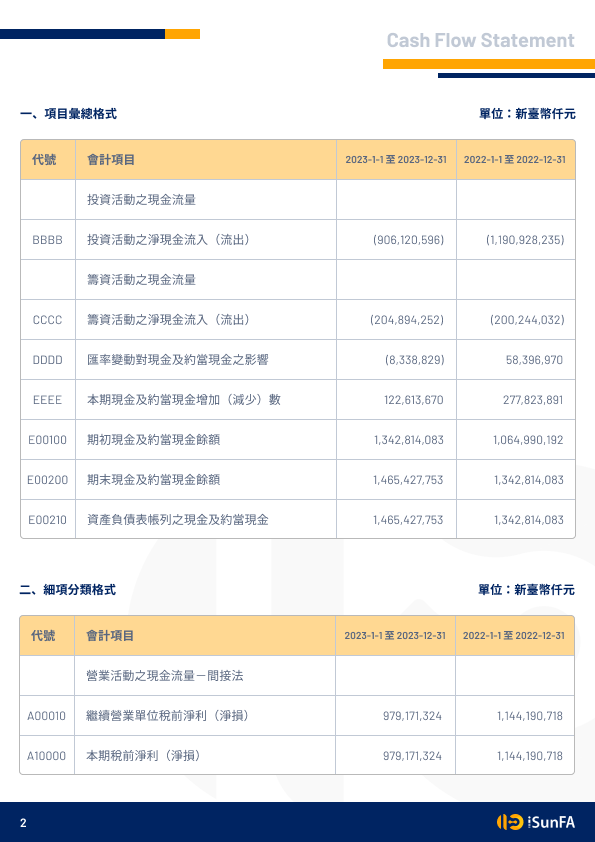 Cash Flow Statement
一、項目彙總格式 單位：新臺幣仟元
代號 會計項目 2023-1-1 至 2023-12-31 2022-1-1 至 2022-12-31
投資活動之現金流量
BBBB 投資活動之淨現金流入（流出） (906,120,596) (1,190,928,235)
籌資活動之現金流量
CCCC 籌資活動之淨現金流入（流出） (204,894,252) (200,244,032)
DDDD 匯率變動對現金及約當現金之影響 (8,338,829) 58,396,970
EEEE 本期現金及約當現金增加（減少）數 122,613,670 277,823,891
E00100 期初現金及約當現金餘額 1,342,814,083 1,064,990,192
E00200 期末現金及約當現金餘額 1,465,427,753 1,342,814,083
E00210 資產負債表帳列之現金及約當現金 1,465,427,753 1,342,814,083
二、細項分類格式 單位：新臺幣仟元
代號 會計項目 2023-1-1 至 2023-12-31 2022-1-1 至 2022-12-31
營業活動之現金流量－間接法
A00010 繼續營業單位稅前淨利（淨損） 979,171,324 1,144,190,718
A10000 本期稅前淨利（淨損） 979,171,324 1,144,190,718
2 iSunFA